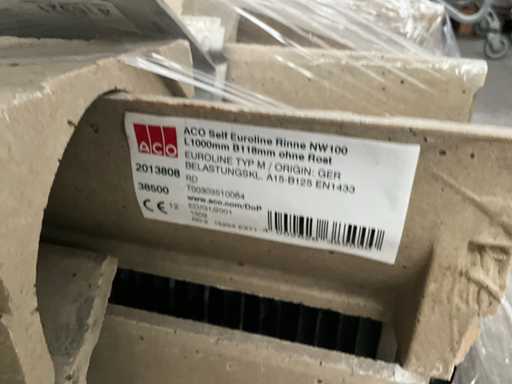 ACO
ACO Self Euroline Rinne NW100
L1000mm B118mm ohne Rost
EUROLINE TYP M / ORIGIN: GER
BELASTUNGSKL. A15-B125 EN1433
2013808
RD
38500
T00309510064
www.aco.com/DoP
CE 12